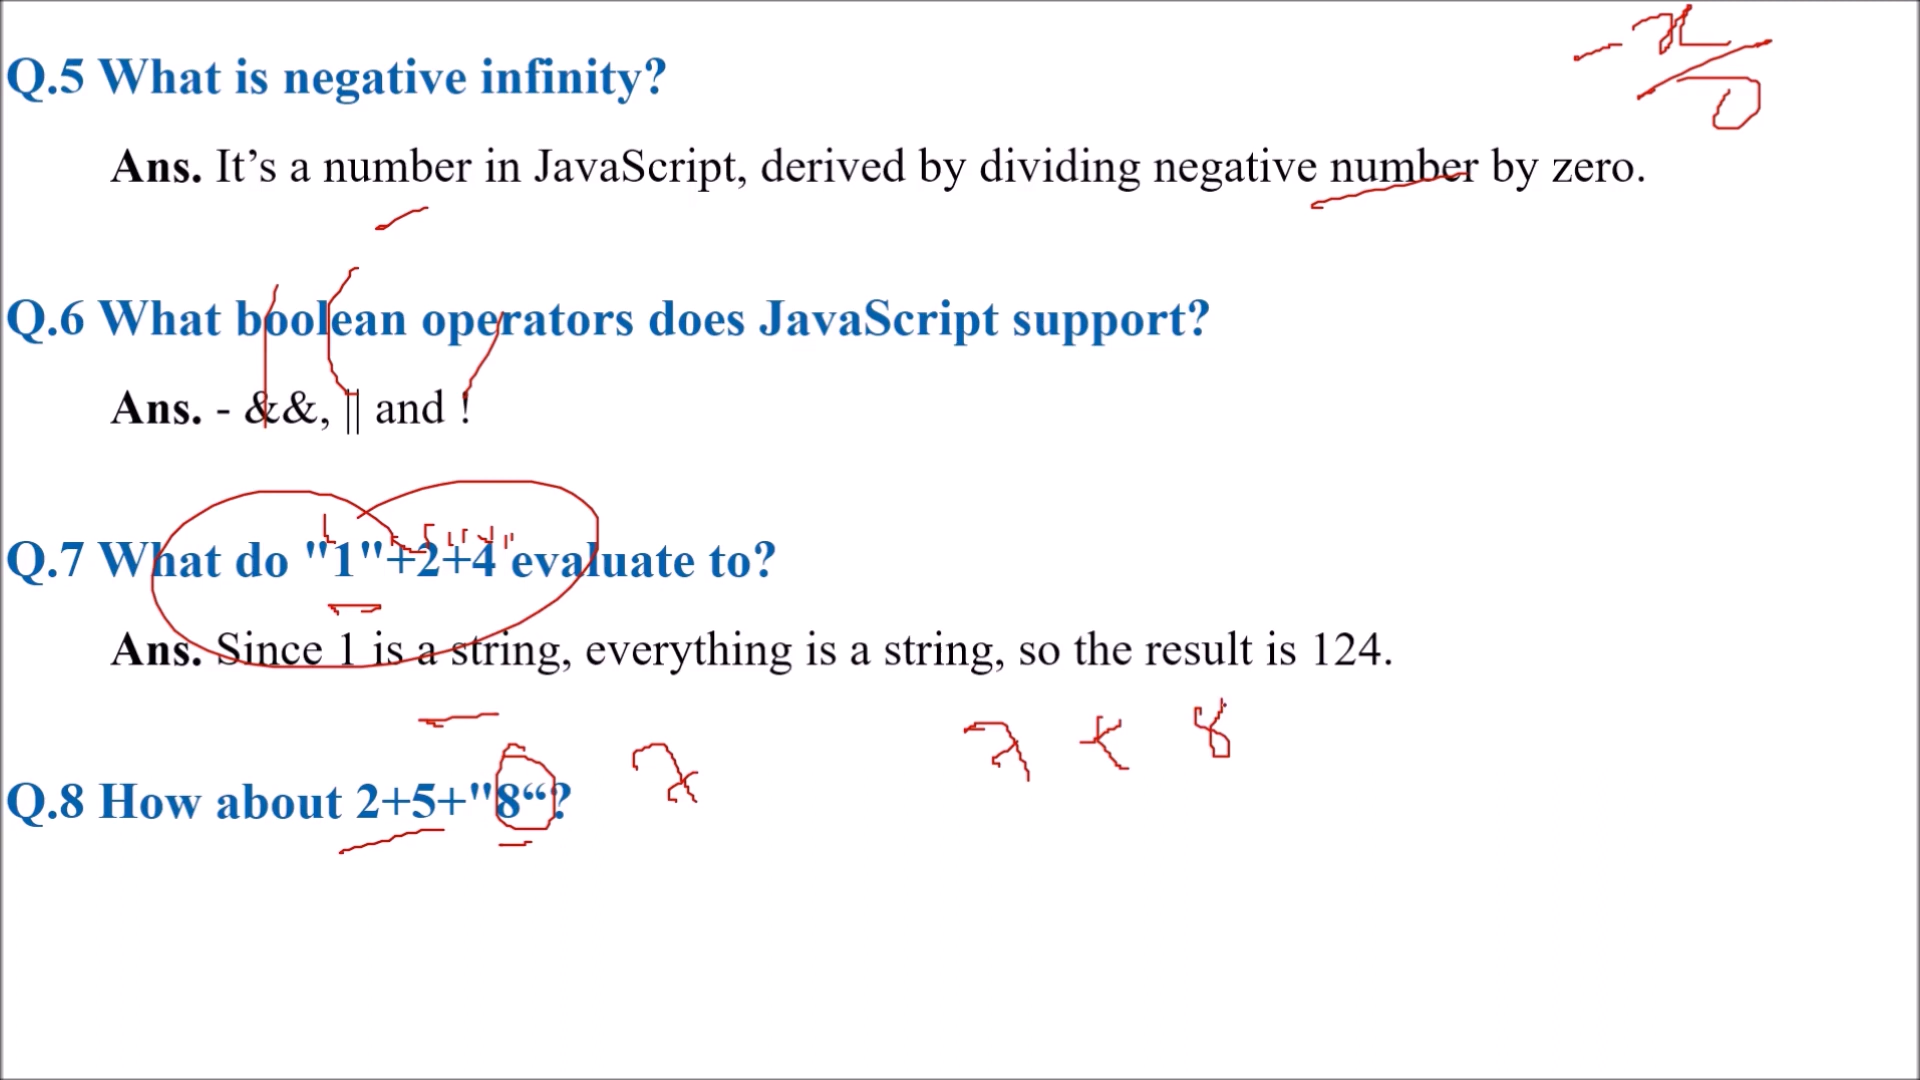 Q.5 What is negative infinity?
Ans. It’s a number in JavaScript, derived by dividing negative number by zero.
Q.6 What boolean operators does JavaScript support?
Ans. - &&, || and !
Q.7 What do "1"+2+4 evaluate to?
Ans. Since 1 is a string, everything is a string, so the result is 124.
8
Q.8 How about 2+5+"8“?